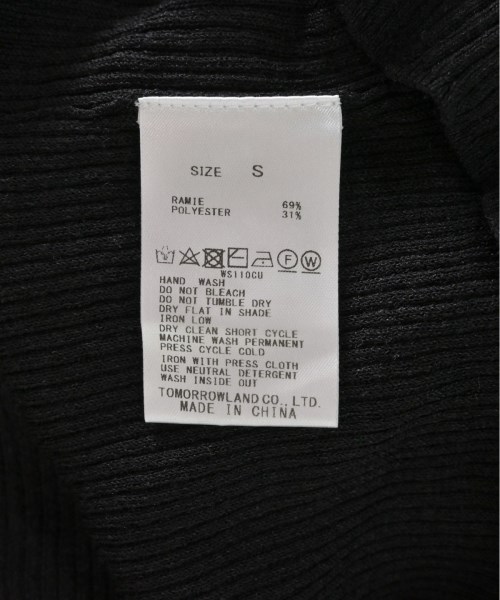 SIZE S
RAMIE 69%
POLYESTER 31%
F W
WS110CU
HAND WASH
DO NOT BLEACH
DO NOT TUMBLE DRY
DRY FLAT IN SHADE
IRON LOW
DRY CLEAN SHORT CYCLE
MACHINE WASH PERMANENT
PRESS CYCLE COLD
IRON WITH PRESS CLOTH
USE NEUTRAL DETERGENT
WASH INSIDE OUT
TOMORROWLAND CO., LTD.
MADE IN CHINA